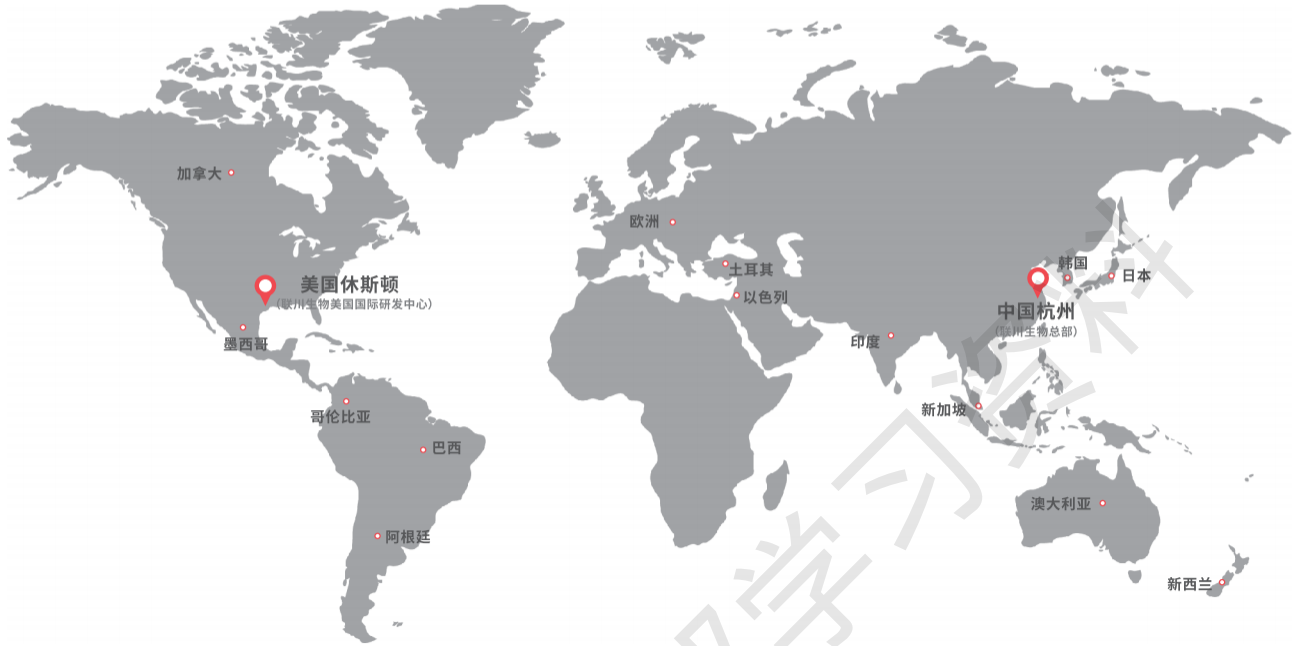 加拿大
欧洲
韩国
土耳其
日本
美国休斯顿
(联川生物美国国际研发中心)
以色列
中国杭州
(联川生物总部)
墨西哥
印度
哥伦比亚
新加坡
巴西
澳大利亚
阿根廷
新西兰
学习资料